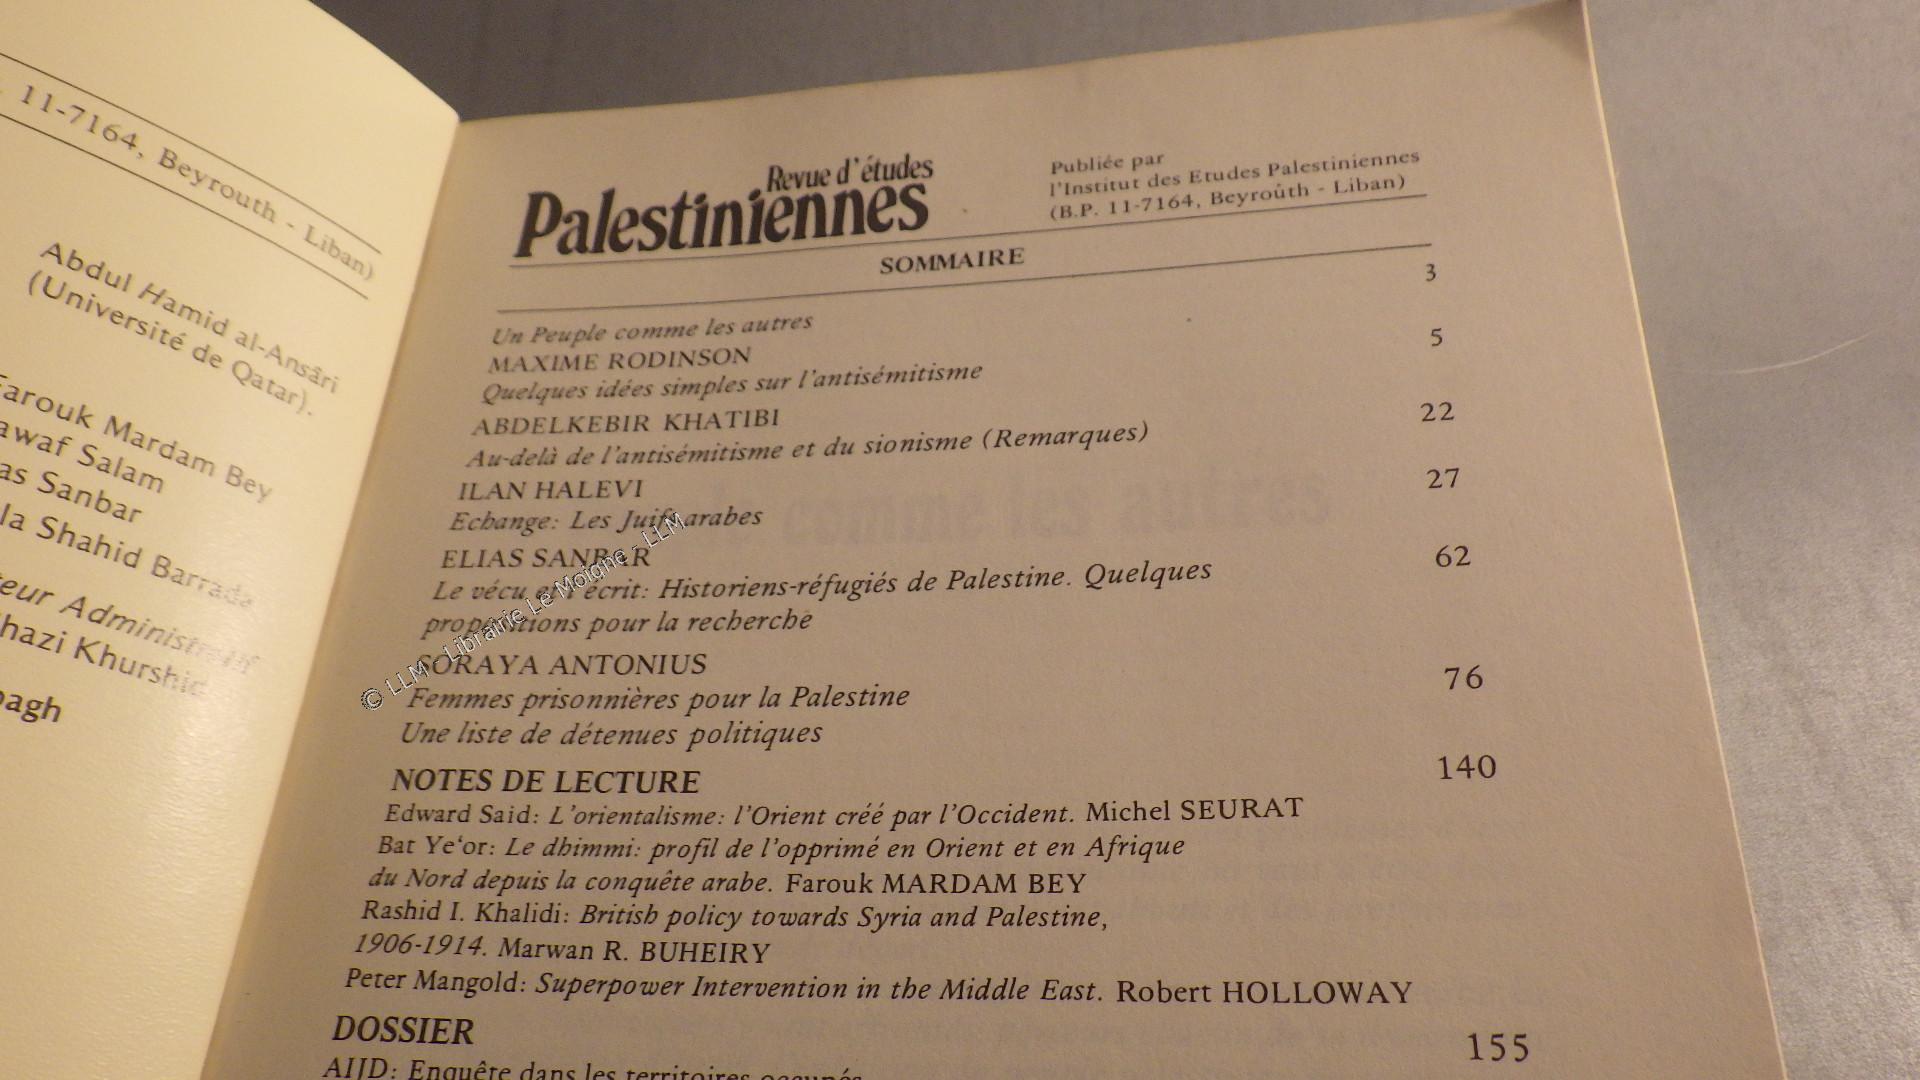 11-7164, Beyrouth - Liban)
Abdul Hamid al-Ansâri
(Université de Qatar).
Farouk Mardam Bey
Salam
Sanbar
Shahid Barrada
Administratif
Khurshid
Revue d'études
Palestiniennes
Publiée par
l'Institut des Etudes Palestiniennes
(B.P. 11-7164, Beyroûth - Liban)
SOMMAIRE
Un Peuple comme les autres 3
MAXIME RODINSON
Quelques idées simples sur l'antisémitisme 5
ABDELKEBIR KHATIBI
Au-delà de l'antisémitisme et du sionisme (Remarques) 22
ILAN HALEVI
Echange: Les Juifs arabes 27
ELIAS SANBAR
Le vécu et l'écrit: Historiens-réfugiés de Palestine. Quelques
propositions pour la recherche 62
SORAYA ANTONIUS
Femmes prisonnières pour la Palestine
Une liste de détenues politiques 76
NOTES DE LECTURE 140
Edward Said: L'orientalisme: l'Orient créé par l'Occident. Michel SEURAT
Bat Ye'or: Le dhimmi: profil de l'opprimé en Orient et en Afrique
du Nord depuis la conquête arabe. Farouk MARDAM BEY
Rashid I. Khalidi: British policy towards Syria and Palestine,
1906-1914. Marwan R. BUHEIRY
Peter Mangold: Superpower Intervention in the Middle East. Robert HOLLOWAY
DOSSIER 155
AIJD: Enquête dans les territoires occupés
© LLM - Librairie Le Moigne - LLM